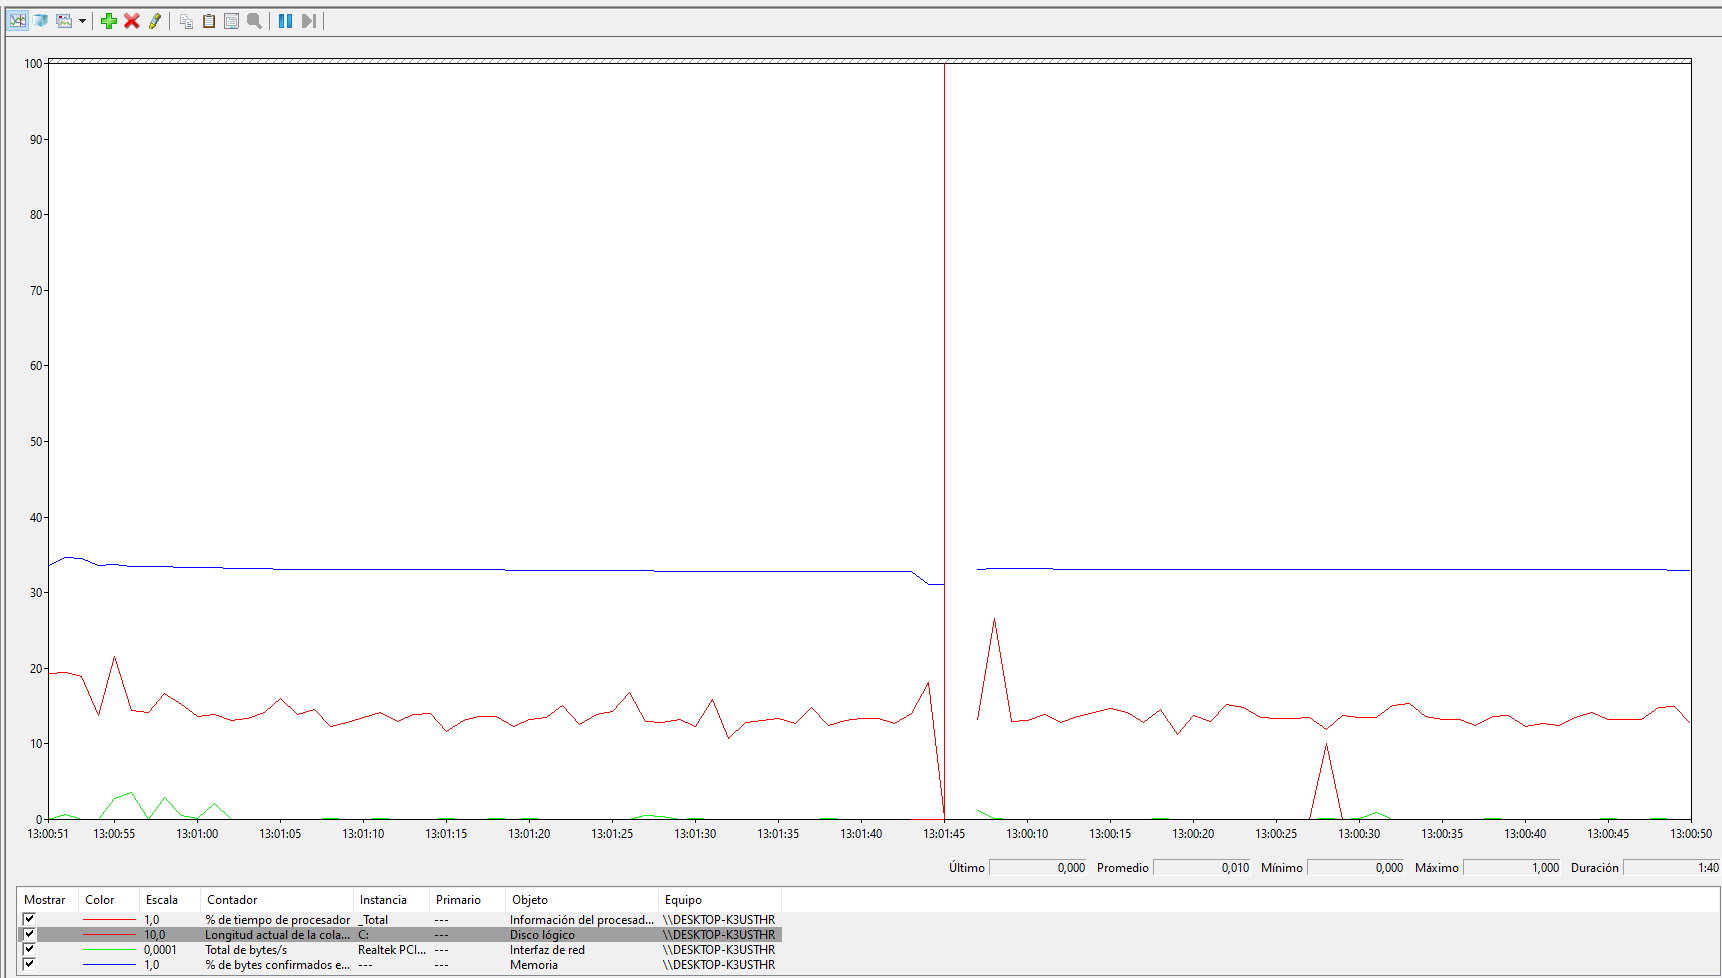 100
90
80
70
60
50
40
30
20
10
0
13:00:51 13:00:55 13:01:00 13:01:05 13:01:10 13:01:15 13:01:20 13:01:25 13:01:30 13:01:35 13:01:40 13:01:45 13:00:10 13:00:15 13:00:20 13:00:25 13:00:30 13:00:35 13:00:40 13:00:45 13:00:50
Último 0,000 Promedio 0,010 Mínimo 0,000 Máximo 1,000 Duración 1:40
Mostrar Color Escala Contador Instancia Primario Objeto Equipo
1,0 % de tiempo de procesador _Total --- Información del procesad... \\DESKTOP-K3USTHR
10,0 Longitud actual de la cola... C: --- Disco lógico \\DESKTOP-K3USTHR
0,0001 Total de bytes/s Realtek PCI... --- Interfaz de red \\DESKTOP-K3USTHR
1,0 % de bytes confirmados e... --- --- Memoria \\DESKTOP-K3USTHR